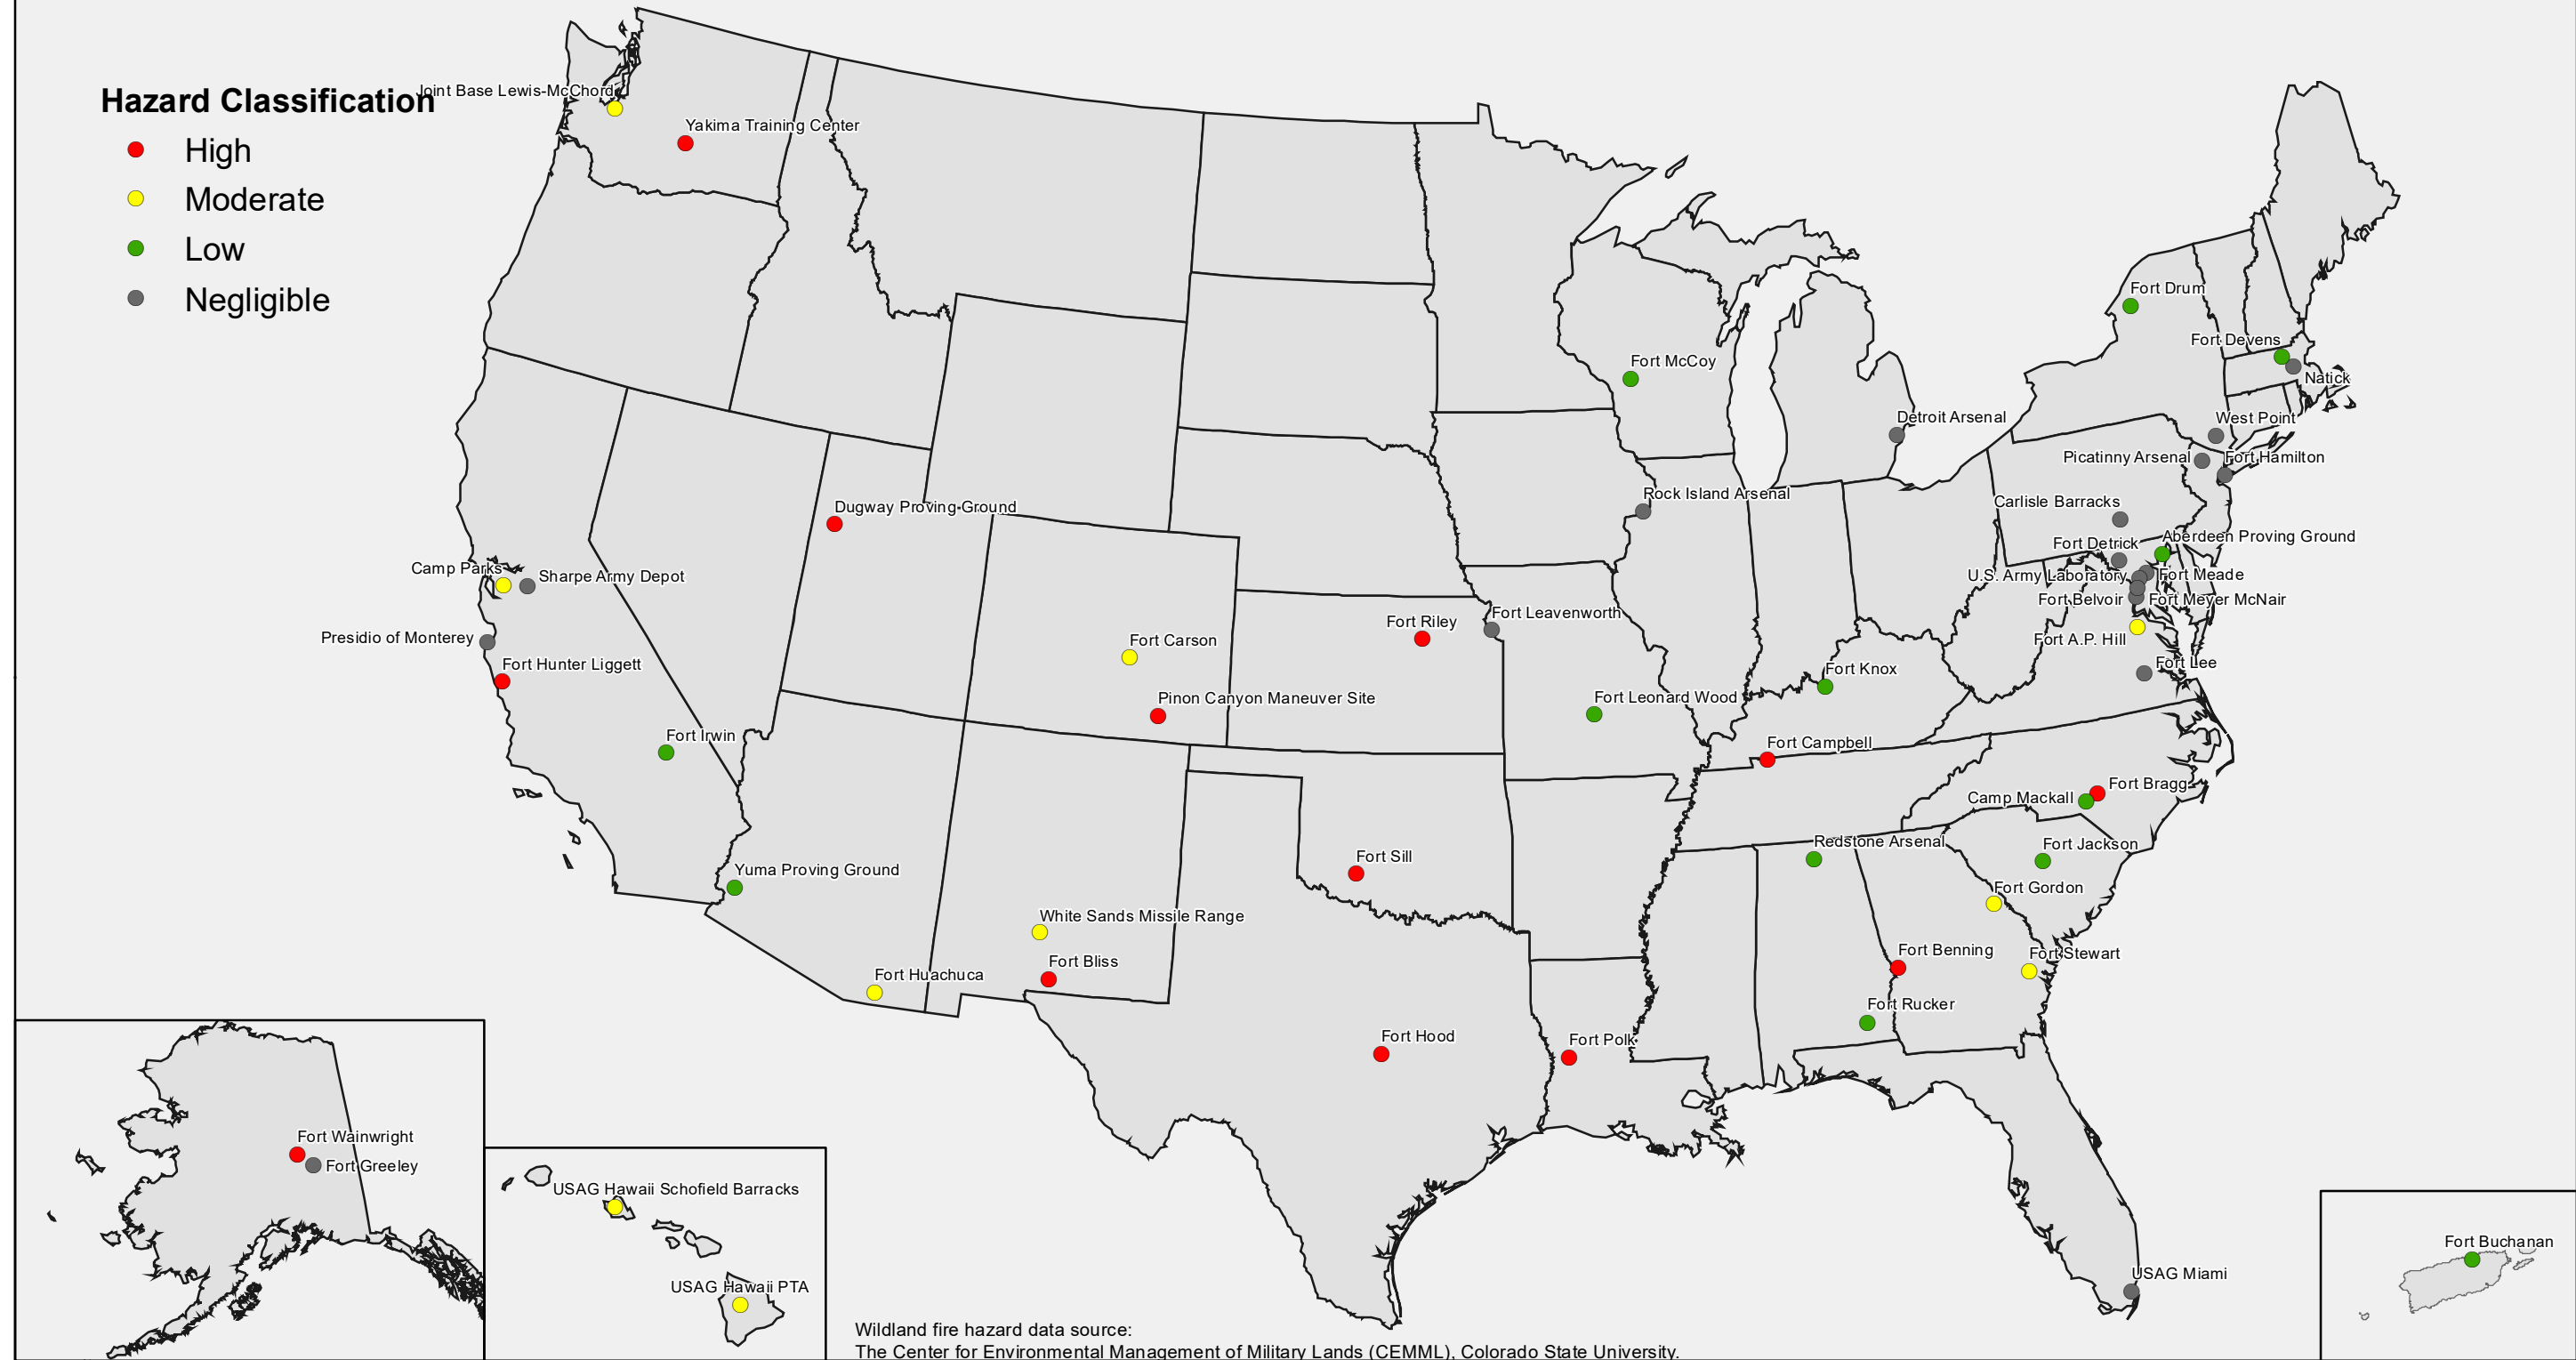 Hazard Classification
High
Moderate
Low
Negligible
Joint Base Lewis-McChord
Yakima Training Center
Fort Drum
Fort Devens
Natick
Fort McCoy
Detroit Arsenal
West Point
Picatinny Arsenal
Fort Hamilton
Rock Island Arsenal
Carlisle Barracks
Dugway Proving Ground
Aberdeen Proving Ground
Fort Detrick
Camp Parks
Sharpe Army Depot
U.S. Army Laboratory
Fort Meade
Fort Belvoir
Fort Meyer McNair
Fort Riley
Fort Leavenworth
Presidio of Monterey
Fort Carson
Fort A.P. Hill
Fort Hunter Liggett
Fort Knox
Fort Lee
Pinon Canyon Maneuver Site
Fort Leonard Wood
Fort Irwin
Fort Campbell
Fort Bragg
Camp Mackall
Redstone Arsenal
Fort Jackson
Fort Sill
Yuma Proving Ground
Fort Gordon
White Sands Missile Range
Fort Benning
Fort Stewart
Fort Bliss
Fort Huachuca
Fort Rucker
Fort Hood
Fort Polk
Fort Wainwright
Fort Greeley
USAG Hawaii Schofield Barracks
USAG Hawaii PTA
Fort Buchanan
USAG Miami
Wildland fire hazard data source:
The Center for Environmental Management of Military Lands (CEMML), Colorado State University.